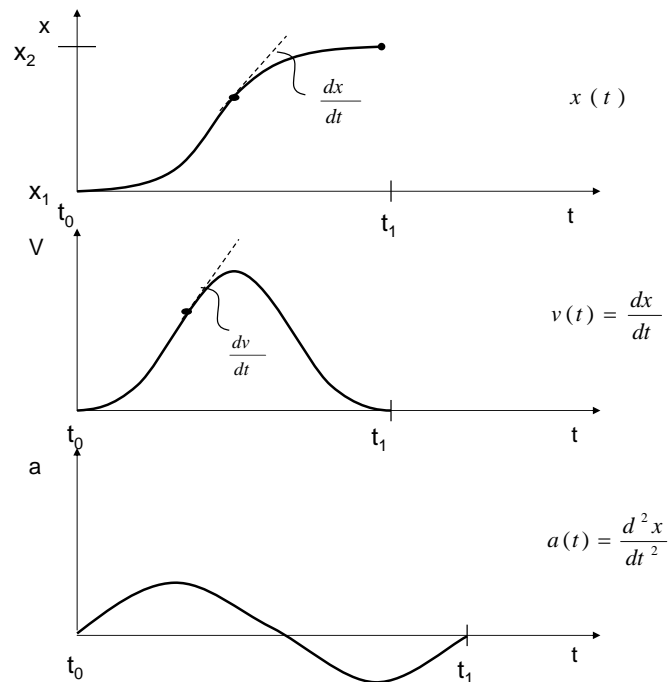 x
x₂
dx
dt
x (t)
x₁
t₀
t₁
t
V
dv
dt
v(t) = dx/dt
t₀
t₁
t
a
a(t) = d²x/dt²
t₀
t₁
t